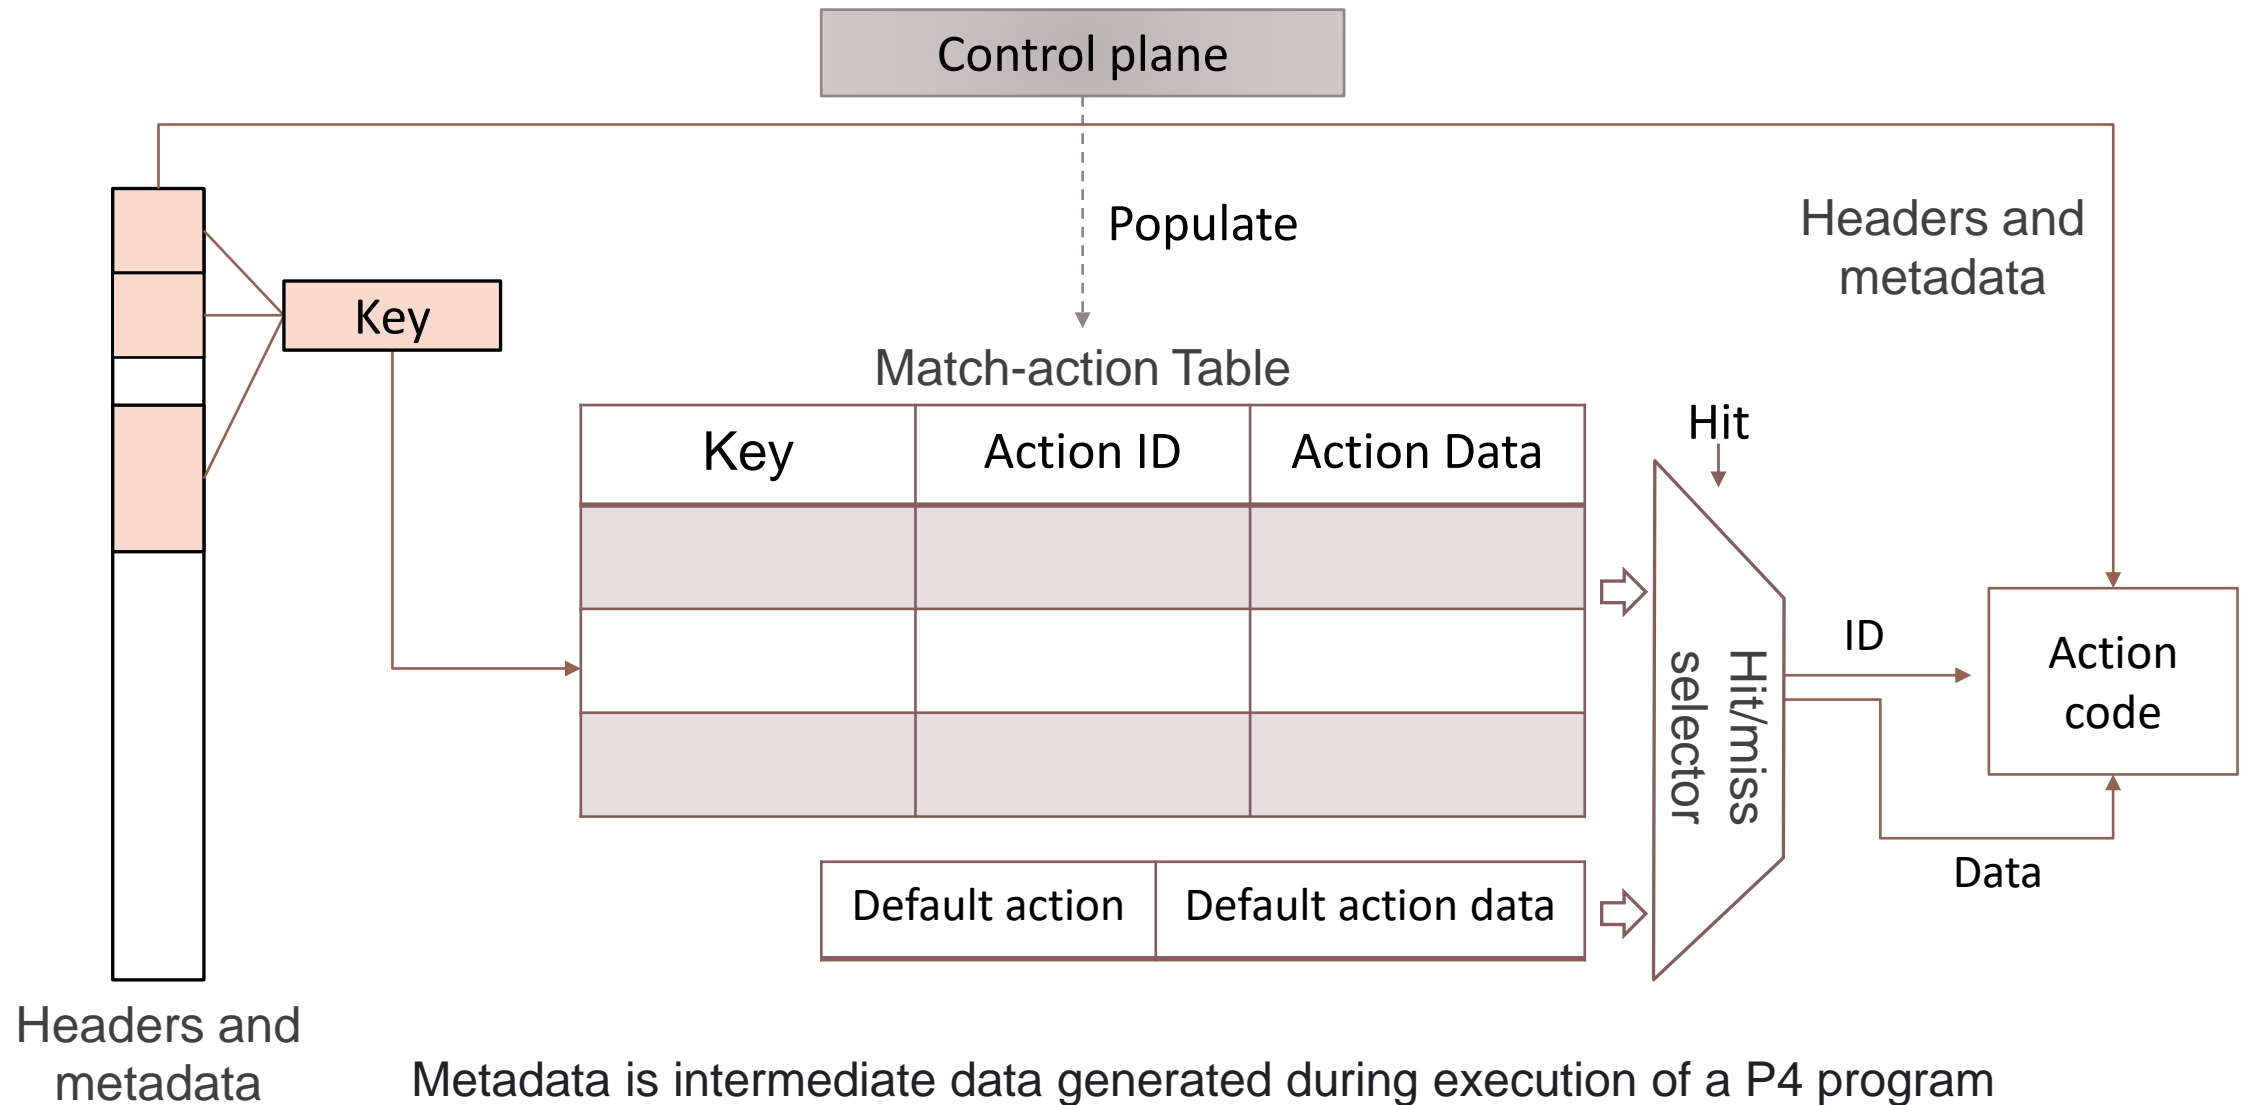 Control plane
Populate
Headers and
metadata
Key
Match-action Table
Key
Action ID
Action Data
Hit
Hit/miss
selector
ID
Action
code
Data
Default action
Default action data
Headers and
metadata
Metadata is intermediate data generated during execution of a P4 program